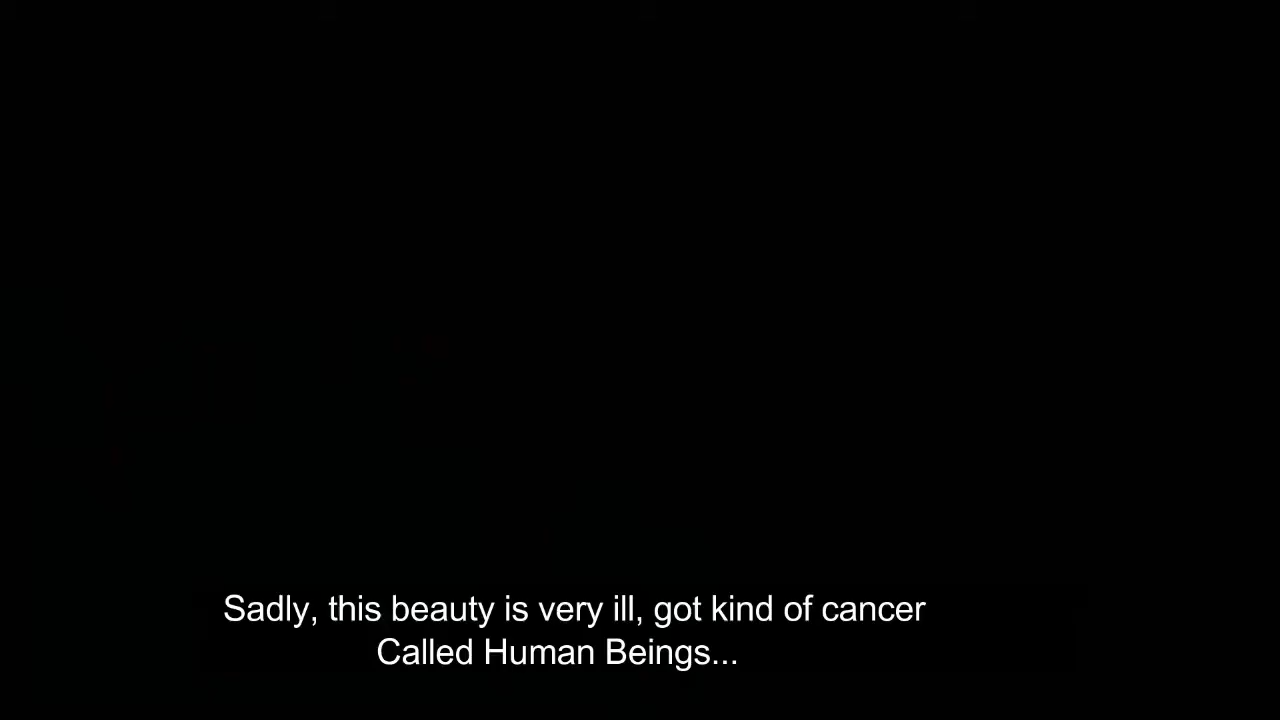 Sadly, this beauty is very ill, got kind of cancer
Called Human Beings...